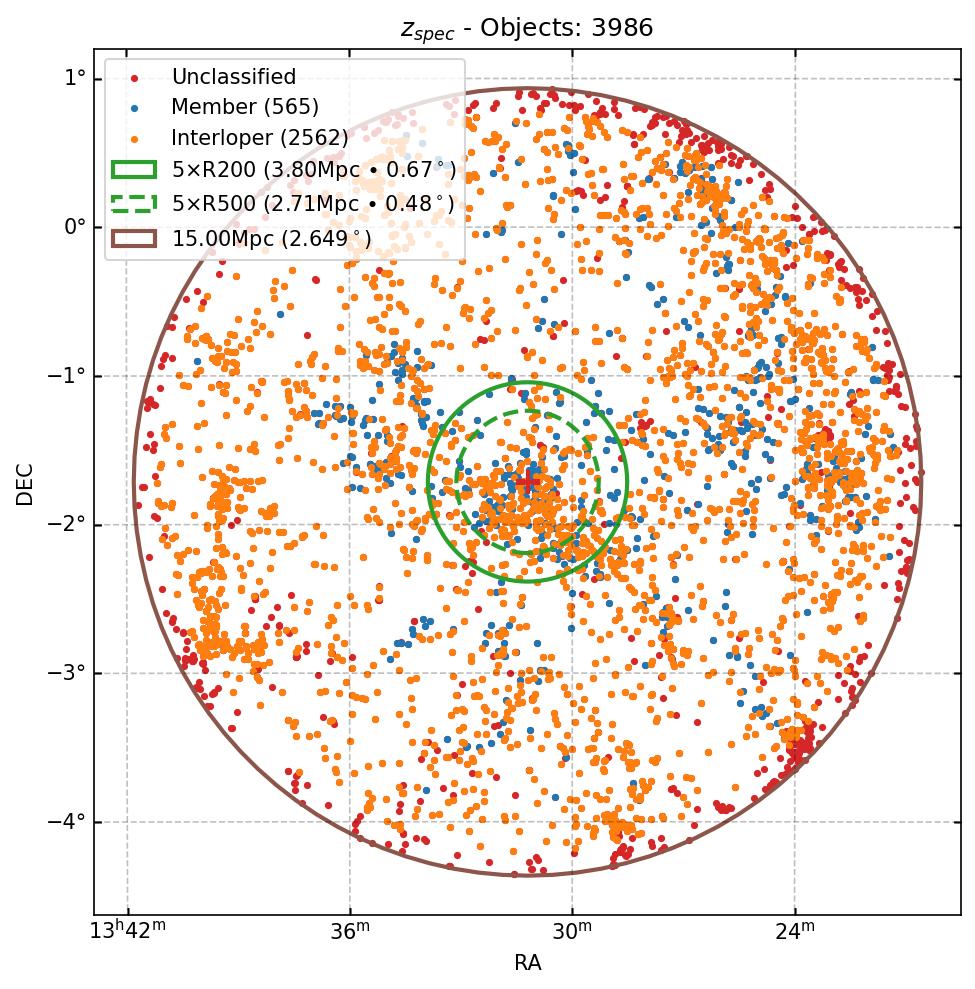 z_spec - Objects: 3986
Unclassified
Member (565)
Interloper (2562)
5×R200 (3.80Mpc • 0.67°)
5×R500 (2.71Mpc • 0.48°)
15.00Mpc (2.649°)
1°
0°
−1°
−2°
−3°
−4°
DEC
13ʰ42ᵐ
36ᵐ
30ᵐ
24ᵐ
RA